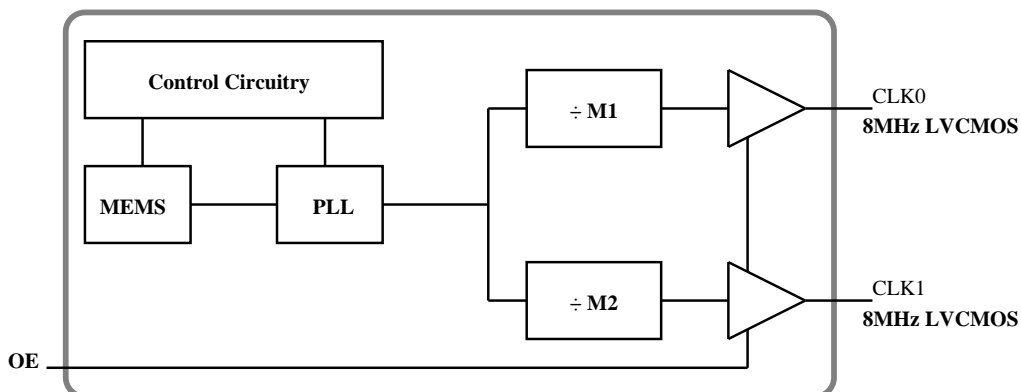 Control Circuitry
MEMS
PLL
÷ M1
÷ M2
CLK0
8MHz LVCMOS
CLK1
8MHz LVCMOS
OE